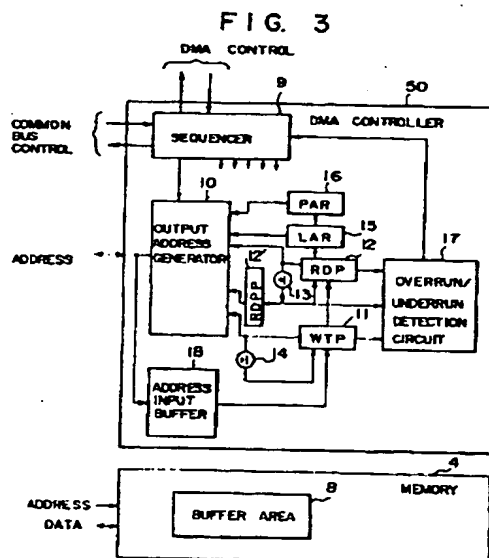 FIG. 3
DMA CONTROL
9
50
COMMON
BUS
CONTROL
SEQUENCER
DMA CONTROLLER
10
16
PAR
15
LAR
12
RDP
17
OUTPUT
ADDRESS
GENERATOR
ADDRESS
12'
RDPP
13
OVERRUN/
UNDERRUN
DETECTION
CIRCUIT
11
WTP
14
18
ADDRESS
INPUT
BUFFER
4
MEMORY
8
ADDRESS
DATA
BUFFER AREA